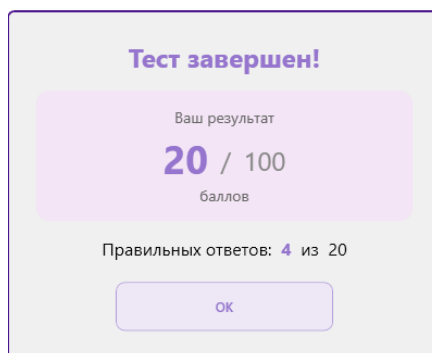 Тест завершен!
Ваш результат
20 / 100
баллов
Правильных ответов: 4 из 20
ОК